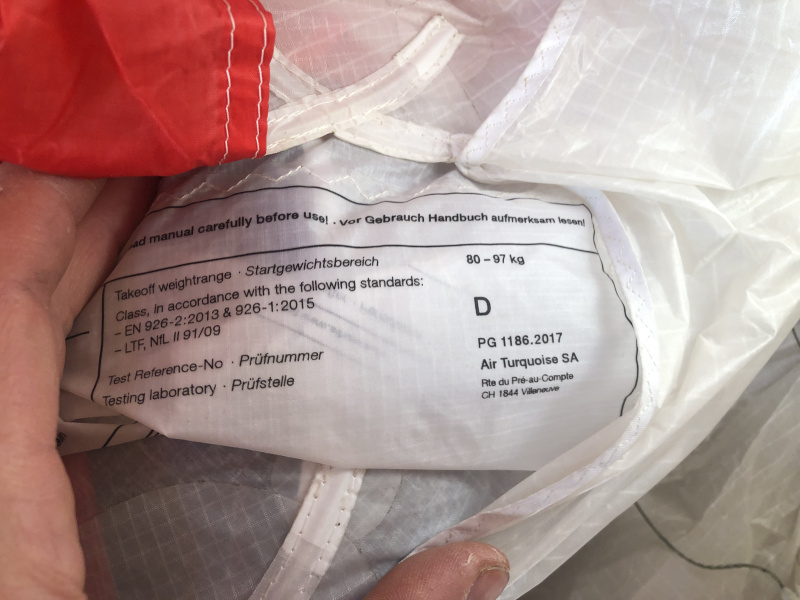 ad manual carefully before use! . Vor Gebrauch Handbuch aufmerksam lesen!
Takeoff weightrange · Startgewichtsbereich 80 – 97 kg
Class, in accordance with the following standards:
– EN 926-2:2013 & 926-1:2015 D
– LTF, NfL II 91/09
Test Reference-No · Prüfnummer PG 1186.2017
Testing laboratory · Prüfstelle Air Turquoise SA
Rte du Pré-au-Compte
CH 1844 Villeneuve